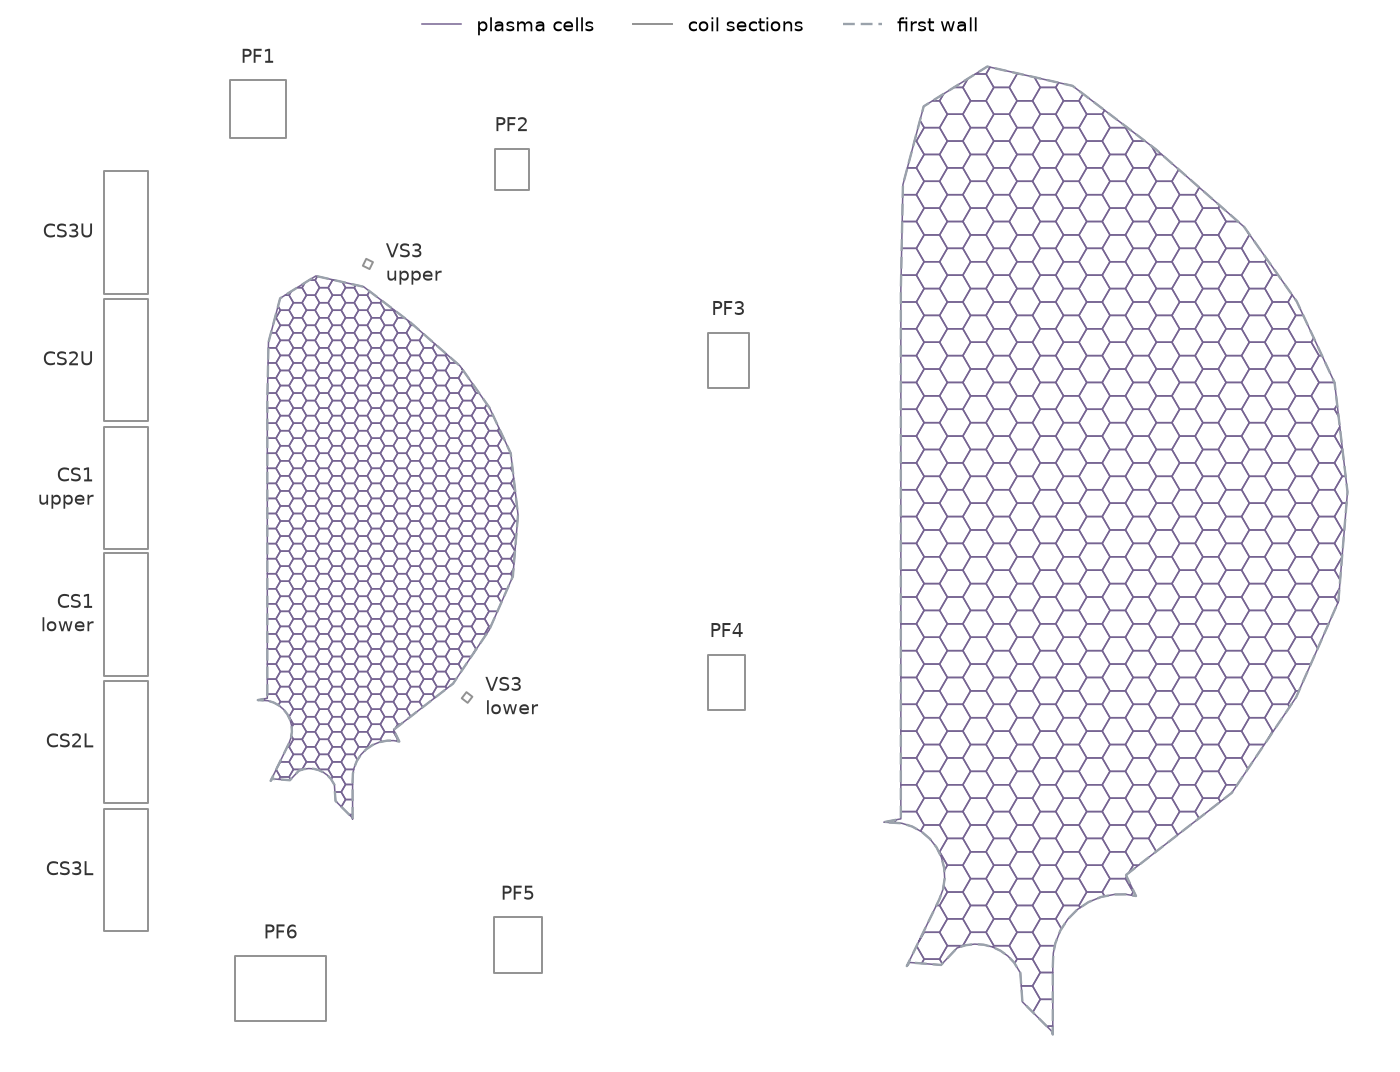 plasma cells
coil sections
first wall
PF1
PF2
VS3
upper
CS3U
CS2U
PF3
CS1
upper
CS1
lower
PF4
VS3
lower
CS2L
CS3L
PF5
PF6